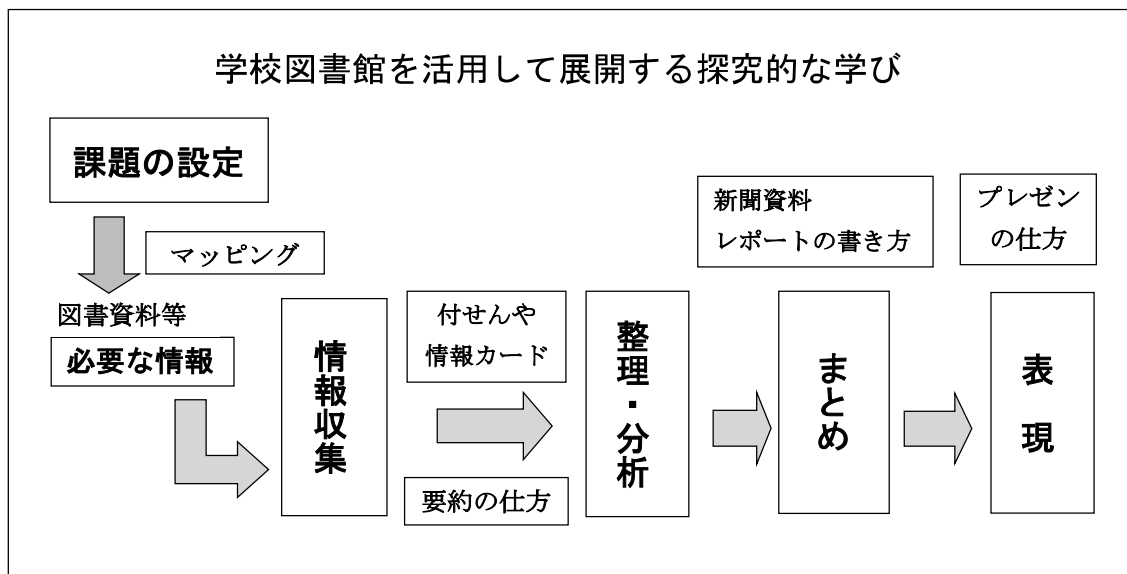 学校図書館を活用して展開する探究的な学び
課題の設定
マッピング
図書資料等
必要な情報
情報収集
付せんや
情報カード
要約の仕方
整理・分析
新聞資料
レポートの書き方
まとめ
プレゼン
の仕方
表現